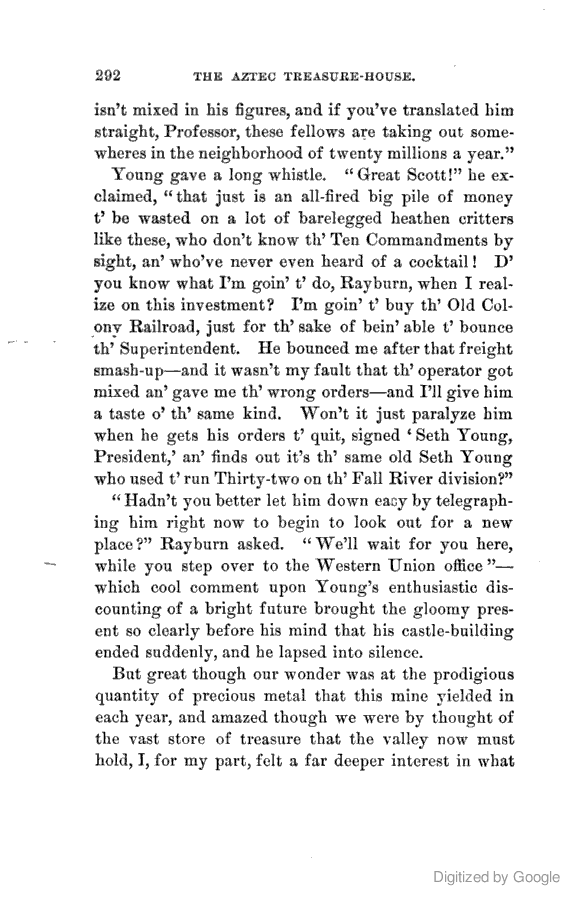 292 THE AZTEC TREASURE-HOUSE.
isn't mixed in his figures, and if you've translated him
straight, Professor, these fellows are taking out some-
wheres in the neighborhood of twenty millions a year."
Young gave a long whistle. "Great Scott!" he ex-
claimed, "that just is an all-fired big pile of money
t' be wasted on a lot of barelegged heathen critters
like these, who don't know th' Ten Commandments by
sight, an' who've never even heard of a cocktail! D'
you know what I'm goin' t' do, Rayburn, when I real-
ize on this investment? I'm goin' t' buy th' Old Col-
ony Railroad, just for th' sake of bein' able t' bounce
th' Superintendent. He bounced me after that freight
smash-up—and it wasn't my fault that th' operator got
mixed an' gave me th' wrong orders—and I'll give him
a taste o' th' same kind. Won't it just paralyze him
when he gets his orders t' quit, signed 'Seth Young,
President,' an' finds out it's th' same old Seth Young
who used t' run Thirty-two on th' Fall River division?"
"Hadn't you better let him down easy by telegraph-
ing him right now to begin to look out for a new
place?" Rayburn asked. "We'll wait for you here,
while you step over to the Western Union office"—
which cool comment upon Young's enthusiastic dis-
counting of a bright future brought the gloomy pres-
ent so clearly before his mind that his castle-building
ended suddenly, and he lapsed into silence.
But great though our wonder was at the prodigious
quantity of precious metal that this mine yielded in
each year, and amazed though we were by thought of
the vast store of treasure that the valley now must
hold, I, for my part, felt a far deeper interest in what
Digitized by Google